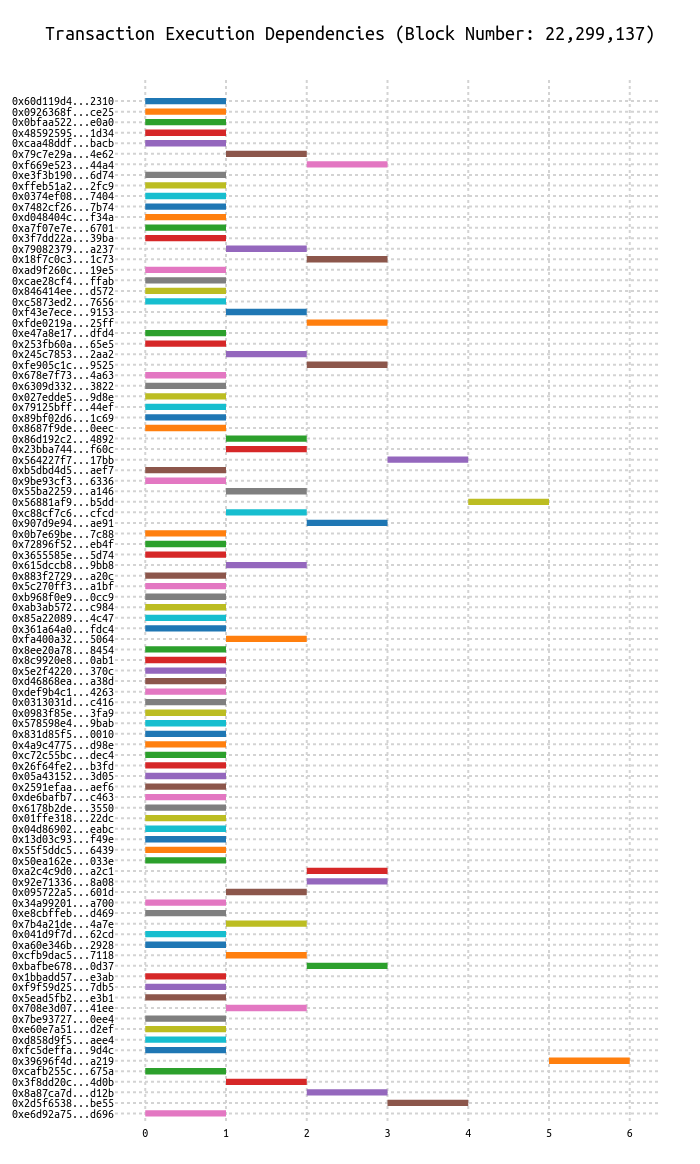 Transaction Execution Dependencies (Block Number: 22,299,137)
0x60d119d4...2310
0x0926368f...ce25
0x0bfaa522...e0a0
0x48592595...1d34
0xcaa48ddf...bacb
0x79c7e29a...4e62
0xf669e523...44a4
0xe3f3b190...6d74
0xffeb51a2...2fc9
0x0374ef08...7404
0x7482cf26...7b74
0xd048404c...f34a
0xa7f07e7e...6701
0x3f7dd22a...39ba
0x79082379...a237
0x18f7c0c3...1c73
0xad9f260c...19e5
0xcae28cf4...ffab
0x846414ee...d572
0xc5873ed2...7656
0xf43e7ece...9153
0xfde0219a...25ff
0xe47a8e17...dfd4
0x253fb60a...65e5
0x245c7853...2aa2
0xfe905c1c...9525
0x678e7f73...4a63
0x6309d332...3822
0x027edde5...9d8e
0x79125bff...44ef
0x89bf02d6...1c69
0x8687f9de...0eec
0x86d192c2...4892
0x23bba744...f60c
0x564227f7...17bb
0xb5dbd4d5...aef7
0x9be93cf3...6336
0x55ba2259...a146
0x56881af9...b5dd
0xc88cf7c6...cfcd
0x907d9e94...ae91
0x0b7e69be...7c88
0x72896f52...eb4f
0x3655585e...5d74
0x615dccb8...9bb8
0x883f2729...a20c
0x5c270ff3...a1bf
0xb968f0e9...0cc9
0xab3ab572...c984
0x85a22089...4c47
0x361a64a0...fdc4
0xfa400a32...5064
0x8ee20a78...8454
0x8c9920e8...0ab1
0x5e2f4220...370c
0xd46868ea...a38d
0xdef9b4c1...4263
0x0313031d...c416
0x0983f85e...3fa9
0x578598e4...9bab
0x831d85f5...0010
0x4a9c4775...d98e
0xc72c55bc...dec4
0x26f64fe2...b3fd
0x05a43152...3d05
0x2591efaa...aef6
0xde6bafb7...c463
0x6178b2de...3550
0x01ffe318...22dc
0x04d86902...eabc
0x13d03c93...f49e
0x55f5ddc5...6439
0x50ea162e...033e
0xa2c4c9d0...a2c1
0x92e71336...8a08
0x095722a5...601d
0x34a99201...a700
0xe8cbffeb...d469
0x7b4a21de...4a7e
0x041d9f7d...62cd
0xa60e346b...2928
0xcfb9dac5...7118
0xbafbe678...0d37
0x1bbadd57...e3ab
0xf9f59d25...7db5
0x5ead5fb2...e3b1
0x708e3d07...41ee
0x7be93727...0ee4
0xe60e7a51...d2ef
0xd858d9f5...aee4
0xfc5deffa...9d4c
0x39696f4d...a219
0xcafb255c...675a
0x3f8dd20c...4d0b
0x8a87ca7d...d12b
0x2d5f6538...be55
0xe6d92a75...d696
0 1 2 3 4 5 6